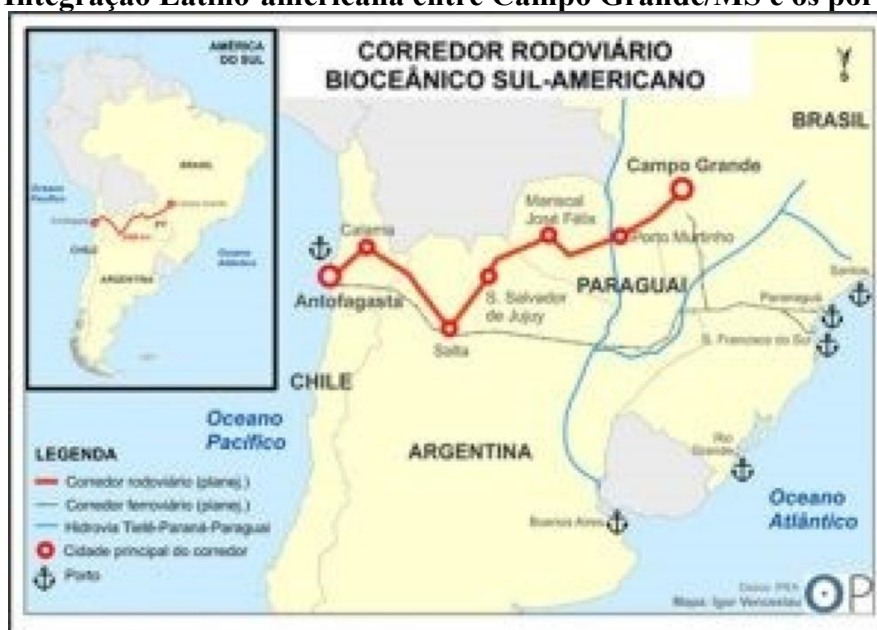 Integração Latino-americana entre Campo Grande/MS e os por
AMÉRICA
DO SUL
CORREDOR RODOVIÁRIO
BIOCEÂNICO SUL-AMERICANO
BRASIL
Campo Grande
BRASIL
Oceano
Pacífico
Mariscal
José Félix
Calama
Porto Murtinho
CHILE
Oceano
Atlântico
ARGENTINA
PARAGUAI
Santos
Antofagasta
S. Salvador
de Jujuy
Paranaguá
Salta
S. Francisco do Sul
CHILE
Oceano
Pacífico
ARGENTINA
Rio
Grande
LEGENDA
Corredor rodoviário (planej.)
Corredor ferroviário (planej.)
Hidrovia Tietê-Paraná-Paraguai
Cidade principal do corredor
Porto
Buenos Aires
Oceano
Atlântico
Mapa: Igor Venceslau